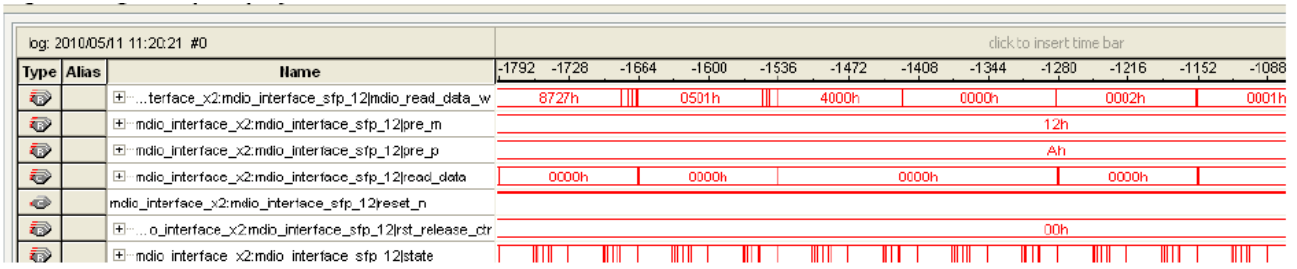 log: 2010/05/11 11:20:21 #0 click to insert time bar
Type Alias Name -1792 -1728 -1664 -1600 -1536 -1472 -1408 -1344 -1280 -1216 -1152 -1088
...terface_x2:mdio_interface_sfp_12|mdio_read_data_w 8727h 0501h 4000h 0000h 0002h 0001h
mdio_interface_x2:mdio_interface_sfp_12|pre_m 12h
mdio_interface_x2:mdio_interface_sfp_12|pre_p Ah
mdio_interface_x2:mdio_interface_sfp_12|read_data 0000h 0000h 0000h 0000h
mdio_interface_x2:mdio_interface_sfp_12|reset_n
...o_interface_x2:mdio_interface_sfp_12|rst_release_ctr 00h
mdio_interface_x2:mdio_interface_sfp_12|state